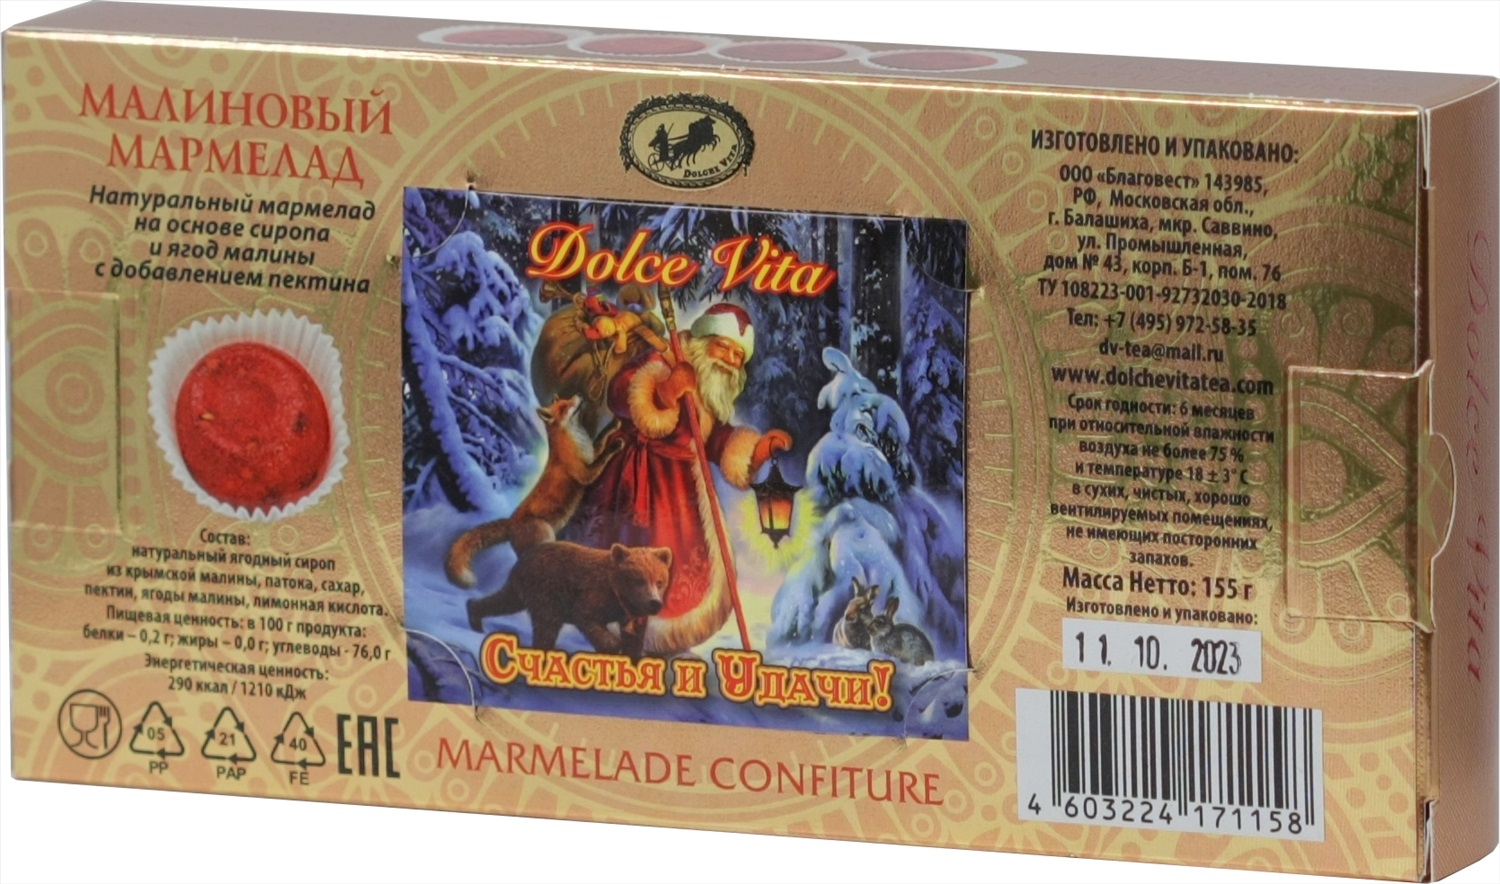 МАЛИНОВЫЙ
МАРМЕЛАД
Натуральный мармелад
на основе сиропа
и ягод малины
с добавлением пектина
Состав:
натуральный ягодный сироп
из крымской малины, патока, сахар,
пектин, ягоды малины, лимонная кислота.
Пищевая ценность: в 100 г продукта:
белки – 0,2 г; жиры – 0,0 г; углеводы - 76,0 г
Энергетическая ценность:
290 ккал / 1210 кДж
05
PP
21
PAP
40
FE
EAC
DOLCHE VITA
Dolce Vita
Счастья и Удачи!
MARMELADE CONFITURE
ИЗГОТОВЛЕНО И УПАКОВАНО:
ООО «Благовест» 143985,
РФ, Московская обл.,
г. Балашиха, мкр. Саввино,
ул. Промышленная,
дом № 43, корп. Б-1, пом. 76
ТУ 108223-001-92732030-2018
Тел: +7 (495) 972-58-35
dv-tea@mail.ru
www.dolchevitatea.com
Срок годности: 6 месяцев
при относительной влажности
воздуха не более 75 %
и температуре 18 ± 3° С
в сухих, чистых, хорошо
вентилируемых помещениях,
не имеющих посторонних
запахов.
Масса Нетто: 155 г
Изготовлено и упаковано:
11. 10. 2023
4 603224 171158
Dolce Vita